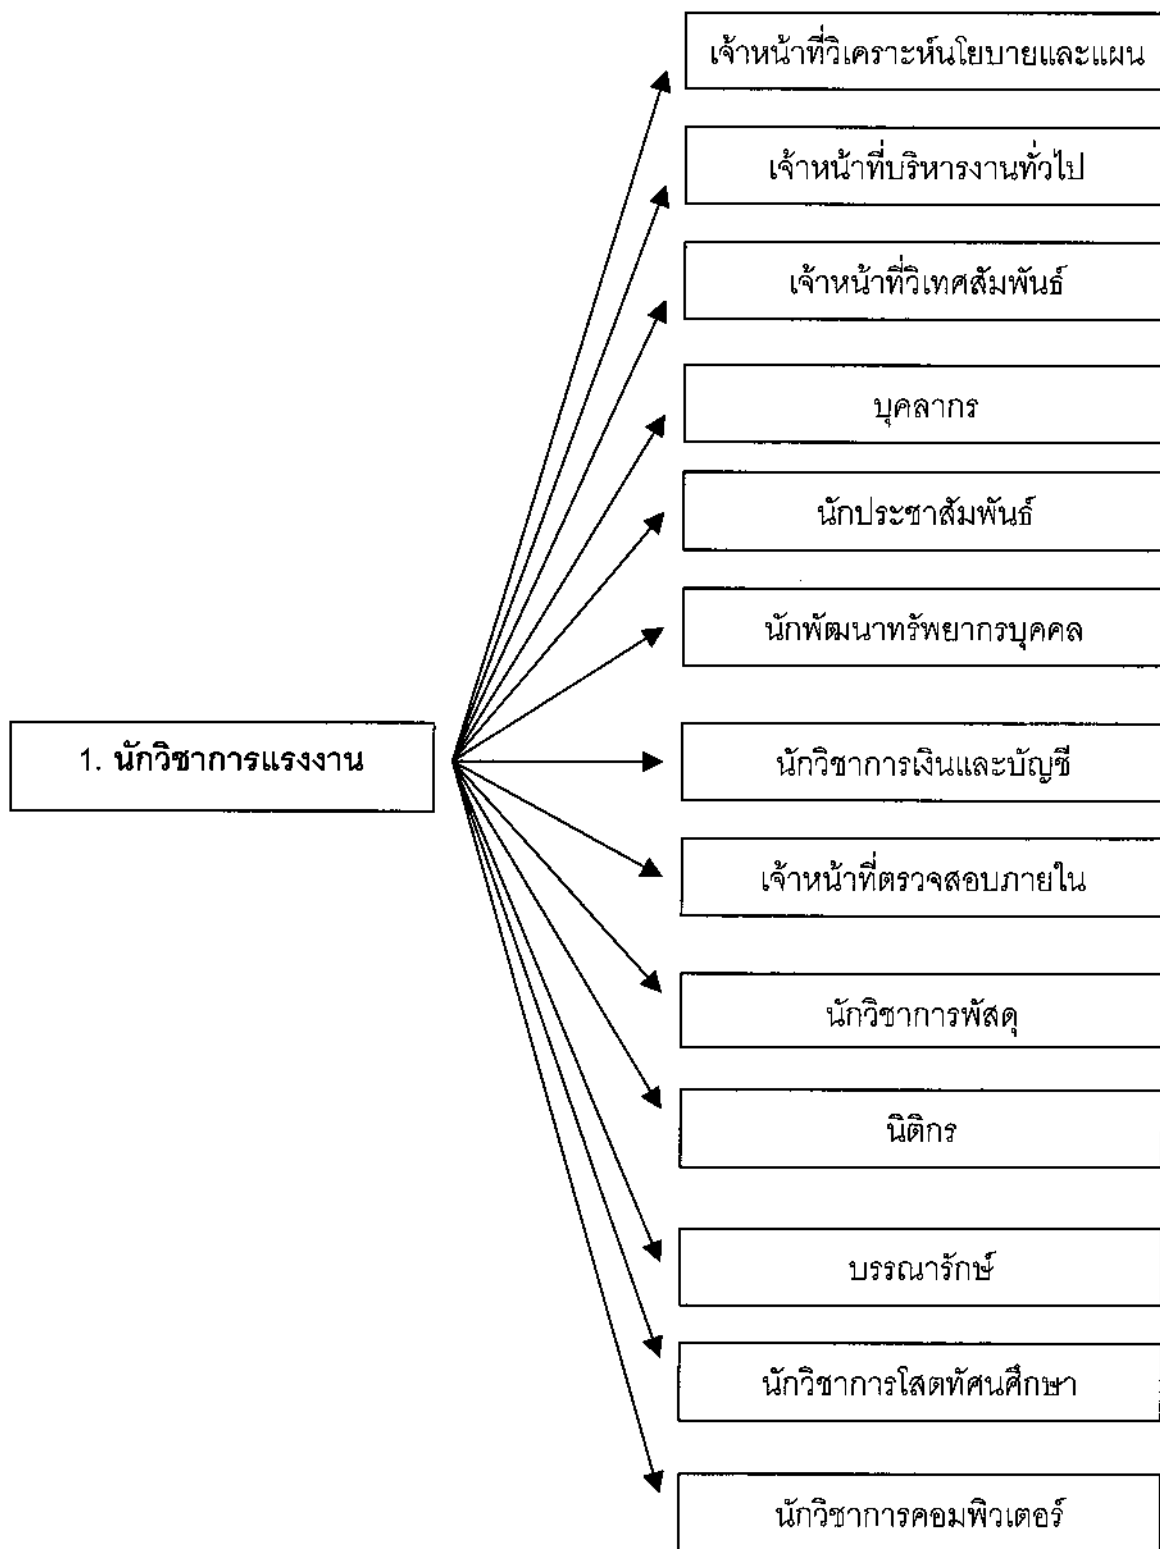 เจ้าหน้าที่วิเคราะห์นโยบายและแผน
เจ้าหน้าที่บริหารงานทั่วไป
เจ้าหน้าที่วิเทศสัมพันธ์
บุคลากร
นักประชาสัมพันธ์
นักพัฒนาทรัพยากรบุคคล
1. นักวิชาการแรงงาน
นักวิชาการเงินและบัญชี
เจ้าหน้าที่ตรวจสอบภายใน
นักวิชาการพัสดุ
นิติกร
บรรณารักษ์
นักวิชาการโสตทัศนศึกษา
นักวิชาการคอมพิวเตอร์